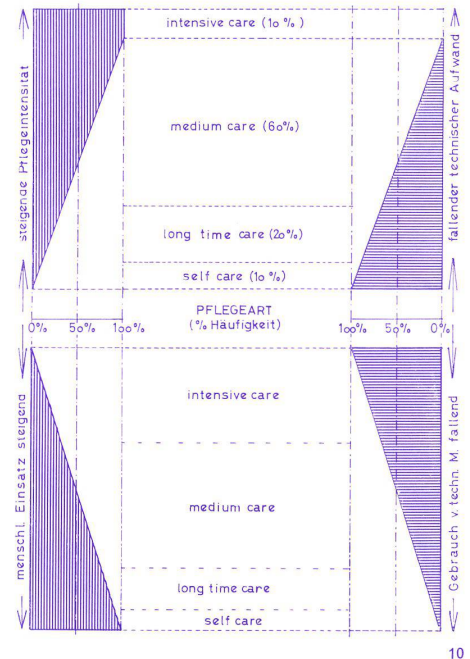 intensive care (10 %)
medium care (60%)
long time care (20%)
self care (10 %)
steigende Pflegeintensität
fallender technischer Aufwand
PFLEGEART
(% Häufigkeit)
0% 50% 100%
100% 50% 0%
intensive care
medium care
long time care
self care
menschl. Einsatz steigend
Gebrauch v. techn. M. fallend
10